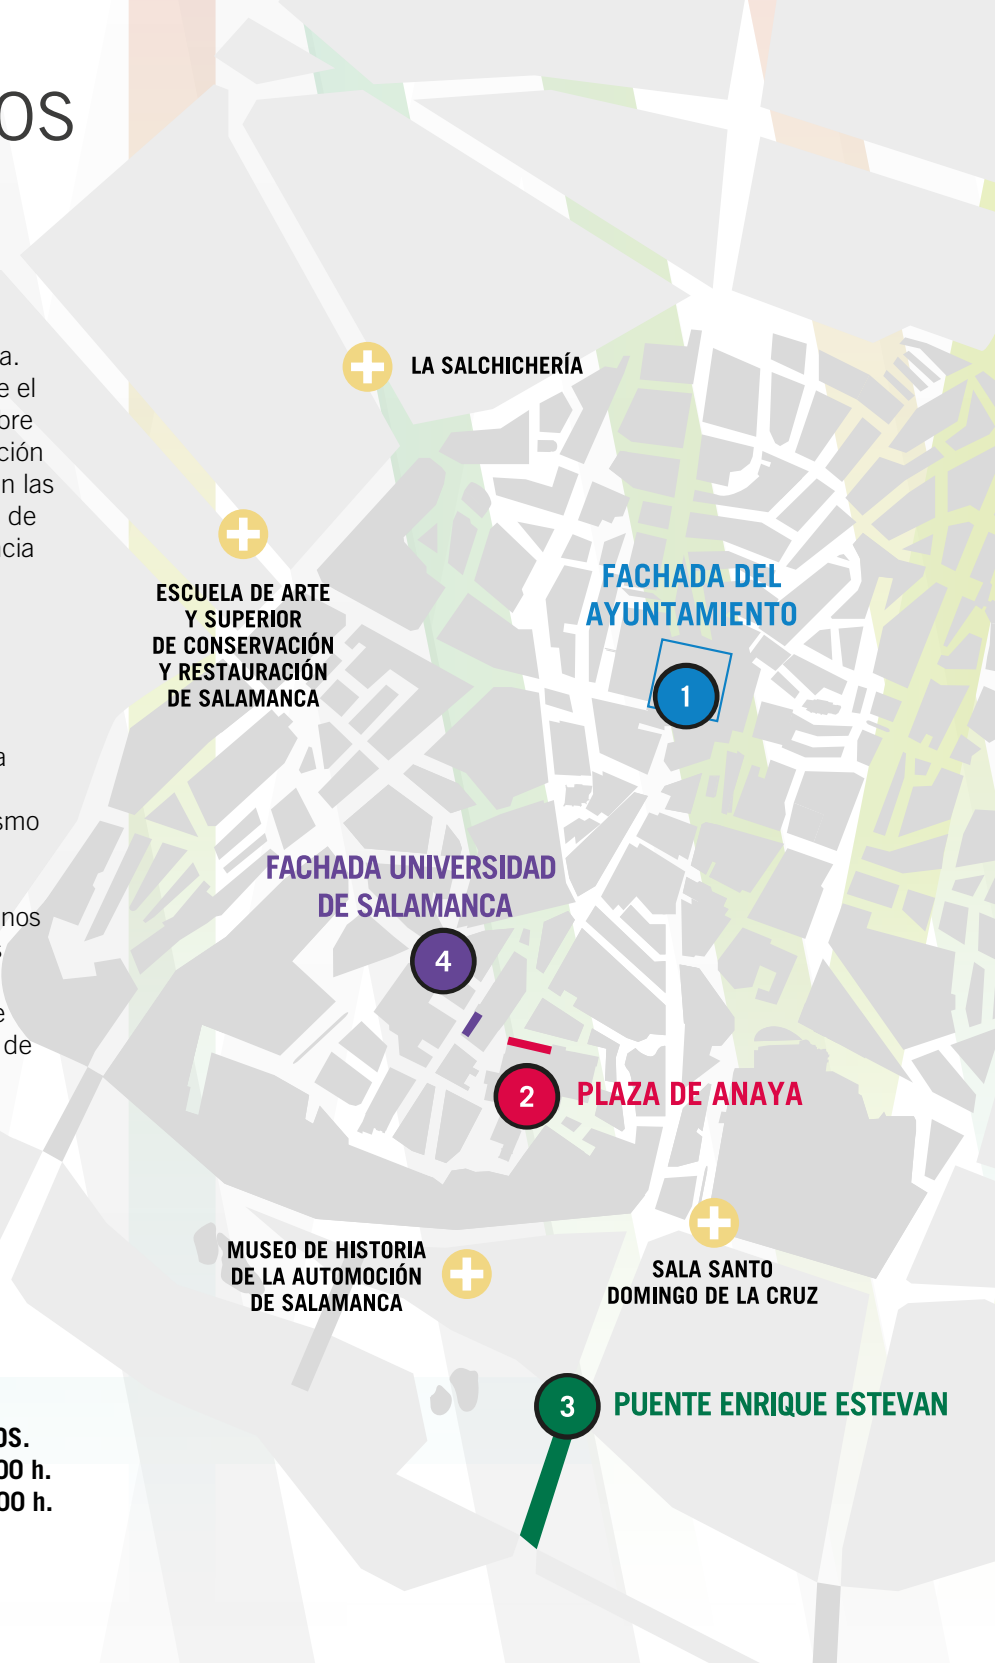 OS
a.
e el
ción
n las
de
cia
a
smo
nos
e
de
OS.
00 h.
00 h.
LA SALCHICHERÍA
ESCUELA DE ARTE
Y SUPERIOR
DE CONSERVACIÓN
Y RESTAURACIÓN
DE SALAMANCA
FACHADA DEL
AYUNTAMIENTO
1
FACHADA UNIVERSIDAD
DE SALAMANCA
4
2
PLAZA DE ANAYA
MUSEO DE HISTORIA
DE LA AUTOMOCIÓN
DE SALAMANCA
SALA SANTO
DOMINGO DE LA CRUZ
3
PUENTE ENRIQUE ESTEVAN